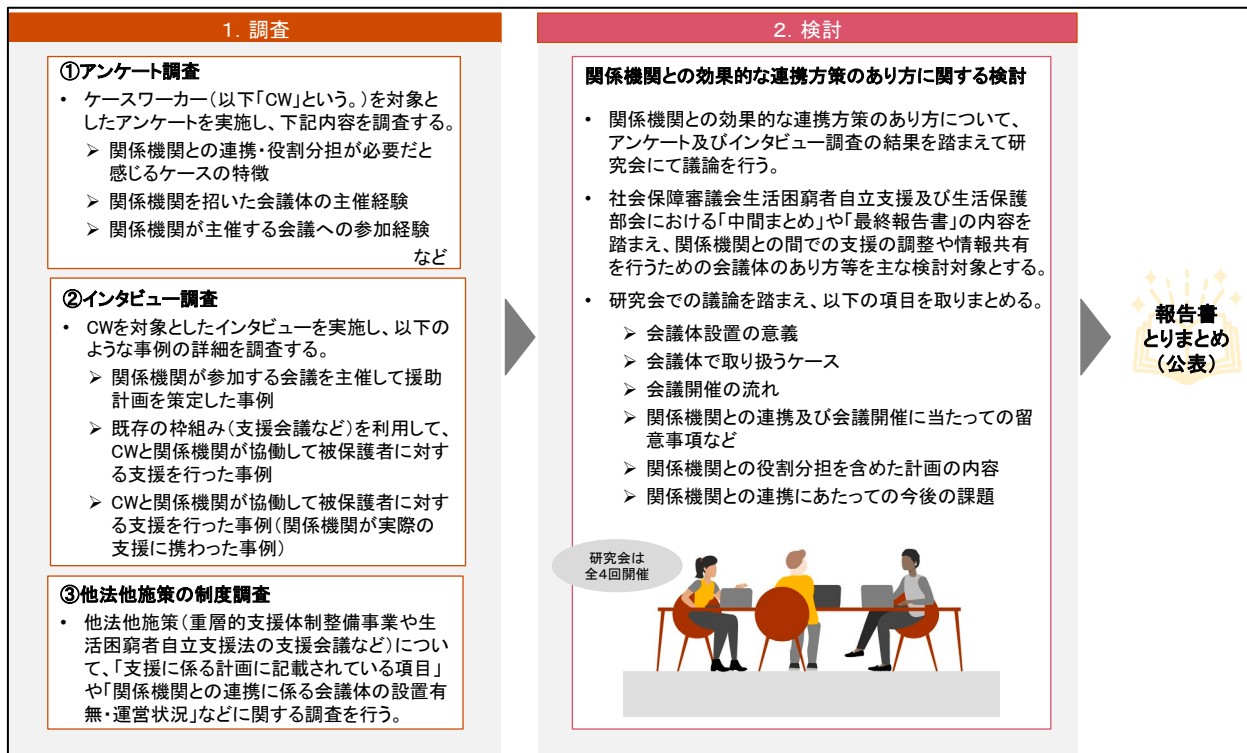 1. 調査
①アンケート調査
• ケースワーカー(以下「CW」という。)を対象と
したアンケートを実施し、下記内容を調査する。
➢ 関係機関との連携・役割分担が必要だと
感じるケースの特徴
➢ 関係機関を招いた会議体の主催経験
➢ 関係機関が主催する会議への参加経験
など
②インタビュー調査
• CWを対象としたインタビューを実施し、以下の
ような事例の詳細を調査する。
➢ 関係機関が参加する会議を主催して援助
計画を策定した事例
➢ 既存の枠組み(支援会議など)を利用して、
CWと関係機関が協働して被保護者に対す
る支援を行った事例
➢ CWと関係機関が協働して被保護者に対す
る支援を行った事例(関係機関が実際の
支援に携わった事例)
③他法他施策の制度調査
• 他法他施策(重層的支援体制整備事業や生
活困窮者自立支援法の支援会議など)につい
て、「支援に係る計画に記載されている項目」
や「関係機関との連携に係る会議体の設置有
無・運営状況」などに関する調査を行う。
2. 検討
関係機関との効果的な連携方策のあり方に関する検討
• 関係機関との効果的な連携方策のあり方について、
アンケート及びインタビュー調査の結果を踏まえて研
究会にて議論を行う。
• 社会保障審議会生活困窮者自立支援及び生活保護
部会における「中間まとめ」や「最終報告書」の内容を
踏まえ、関係機関との間での支援の調整や情報共有
を行うための会議体のあり方等を主な検討対象とする。
• 研究会での議論を踏まえ、以下の項目を取りまとめる。
➢ 会議体設置の意義
➢ 会議体で取り扱うケース
➢ 会議開催の流れ
➢ 関係機関との連携及び会議開催に当たっての留
意事項など
➢ 関係機関との役割分担を含めた計画の内容
➢ 関係機関との連携にあたっての今後の課題
研究会は
全4回開催
報告書
とりまとめ
(公表)